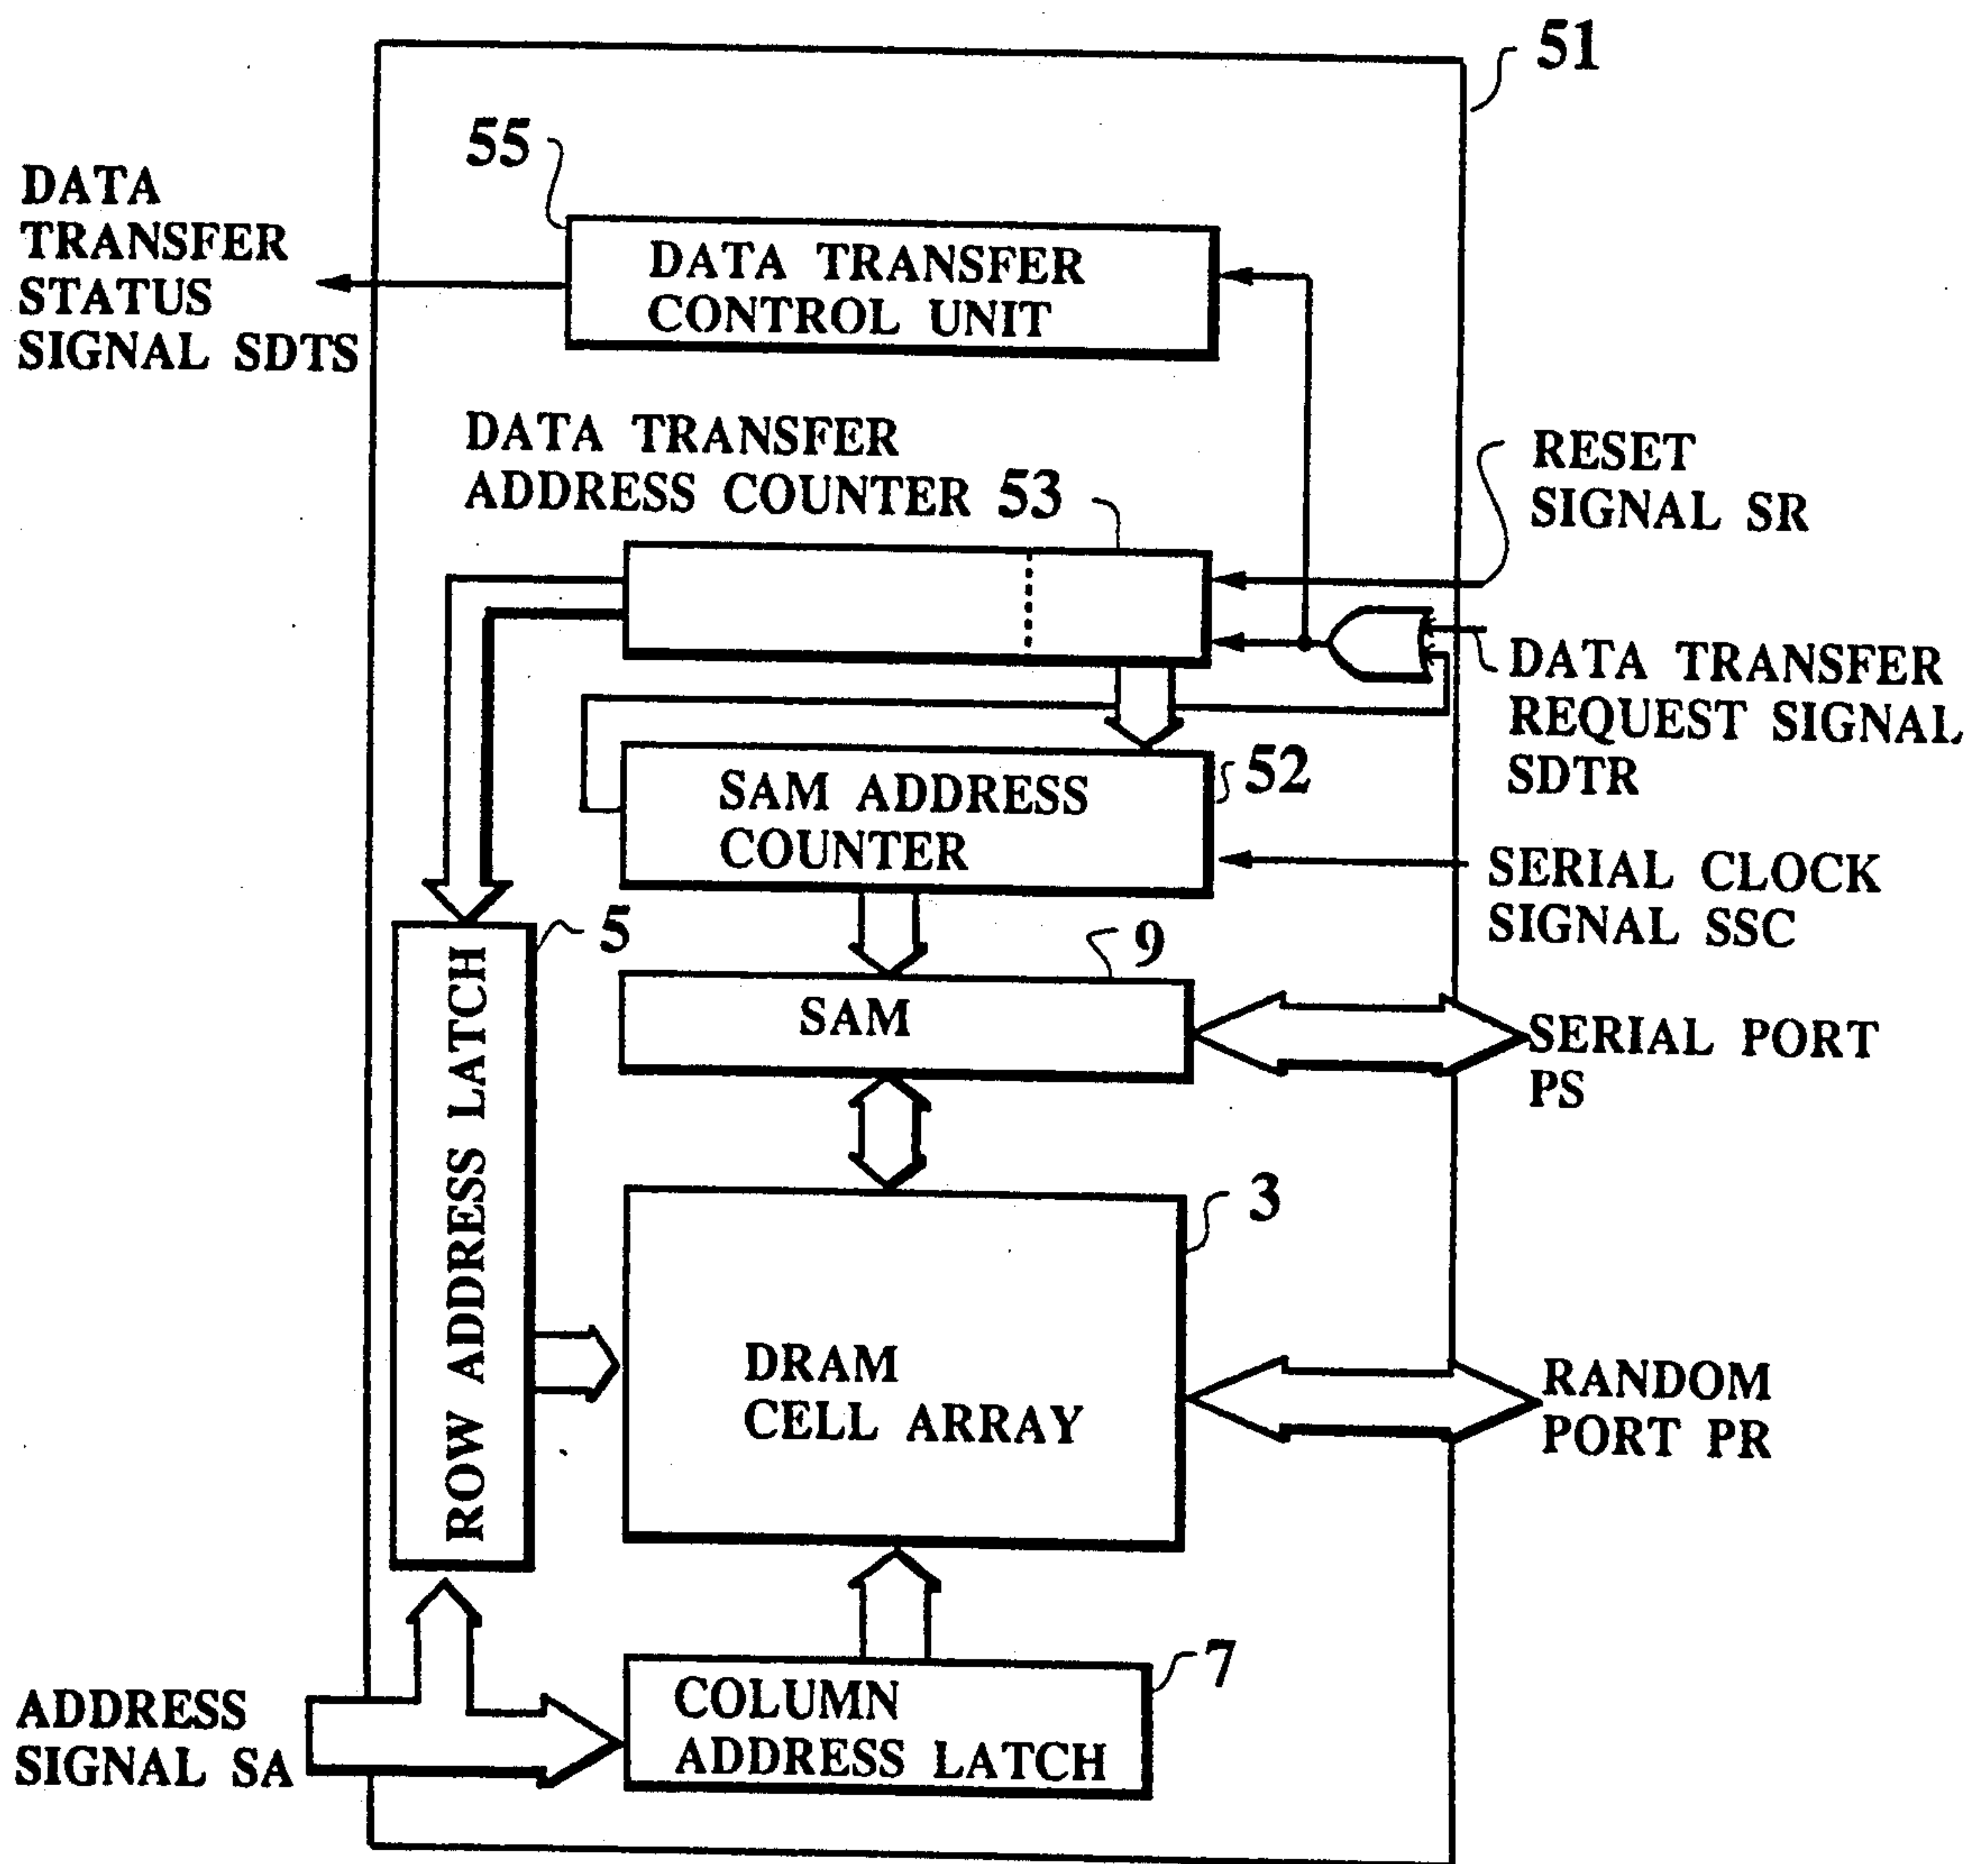 51
55
DATA
TRANSFER
STATUS
SIGNAL SDTS
DATA TRANSFER
CONTROL UNIT
DATA TRANSFER
ADDRESS COUNTER 53
RESET
SIGNAL SR
DATA TRANSFER
REQUEST SIGNAL
SDTR
52
SAM ADDRESS
COUNTER
SERIAL CLOCK
SIGNAL SSC
5
9
ROW ADDRESS LATCH
SAM
SERIAL PORT
PS
3
DRAM
CELL ARRAY
RANDOM
PORT PR
7
COLUMN
ADDRESS LATCH
ADDRESS
SIGNAL SA